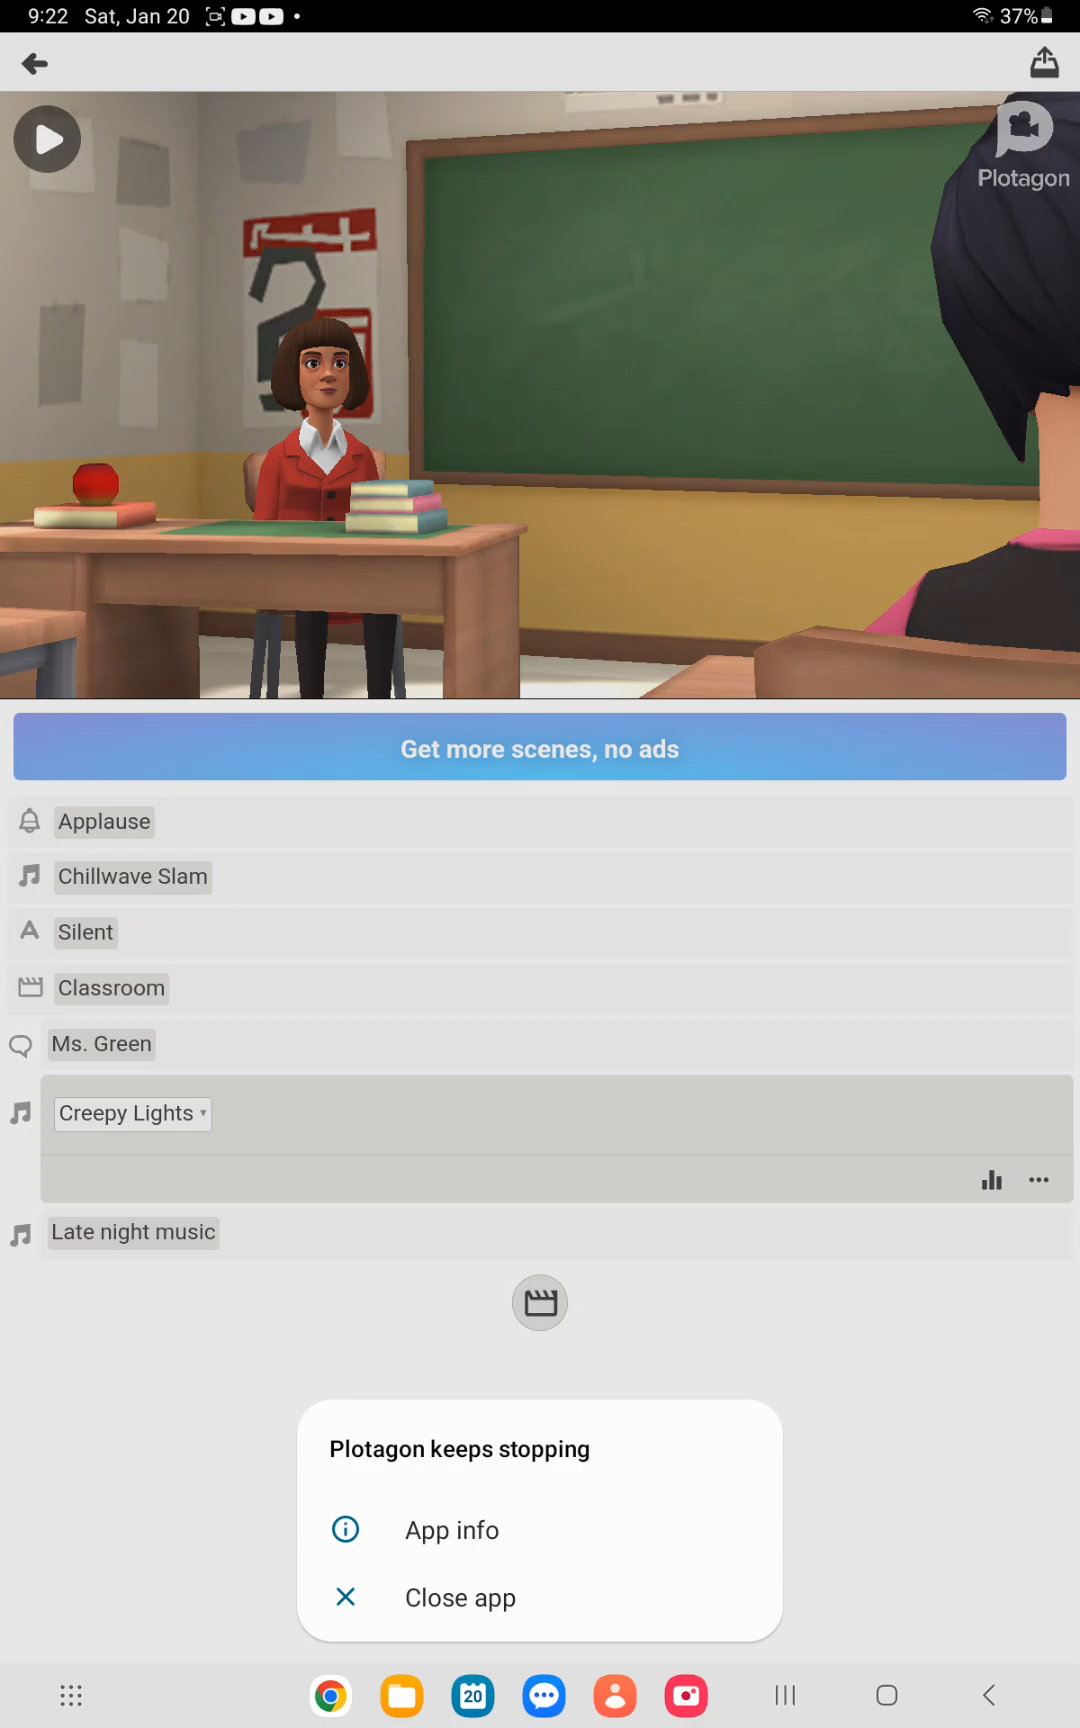 9:22 Sat, Jan 20
37%
Plotagon
Get more scenes, no ads
Applause
Chillwave Slam
Silent
Classroom
Ms. Green
Creepy Lights
Late night music
Plotagon keeps stopping
App info
Close app
20